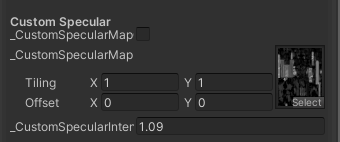 Custom Specular
_CustomSpecularMap
_CustomSpecularMap
Tiling X 1 Y 1
Offset X 0 Y 0
Select
_CustomSpecularInter 1.09